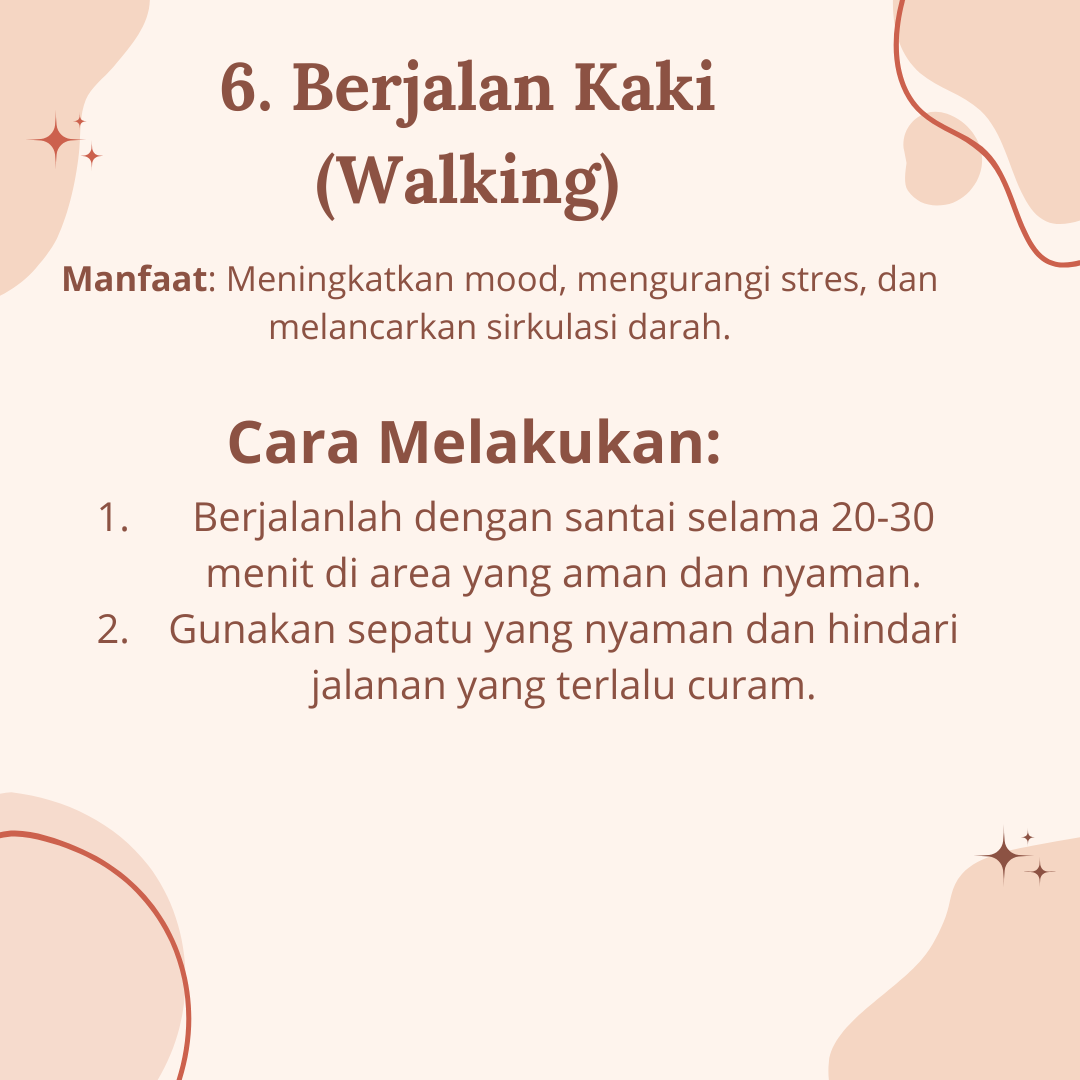 6. Berjalan Kaki
(Walking)
Manfaat: Meningkatkan mood, mengurangi stres, dan
melancarkan sirkulasi darah.
Cara Melakukan:
1. Berjalanlah dengan santai selama 20-30
menit di area yang aman dan nyaman.
2. Gunakan sepatu yang nyaman dan hindari
jalanan yang terlalu curam.